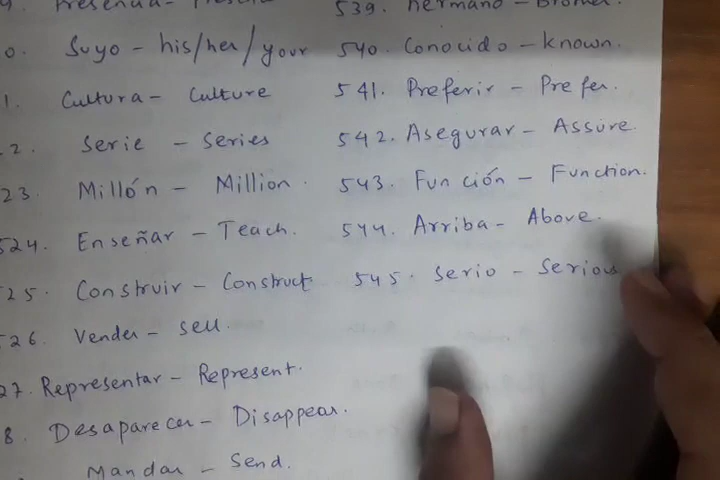 Suyo - his/her/your
Cultura - Culture
Serie - Series
23. Millón - Million.
524. Enseñar - Teach.
25. Construir - Construct
526. Vender - sell.
27. Representar - Represent.
8. Desaparecer - Disappear.
Mandar - Send.
539. hermano -
540. Conocido - known.
541. Preferir - Prefer.
542. Asegurar - Assure.
543. Función - Function.
544. Arriba - Above.
545. Serio - Serious